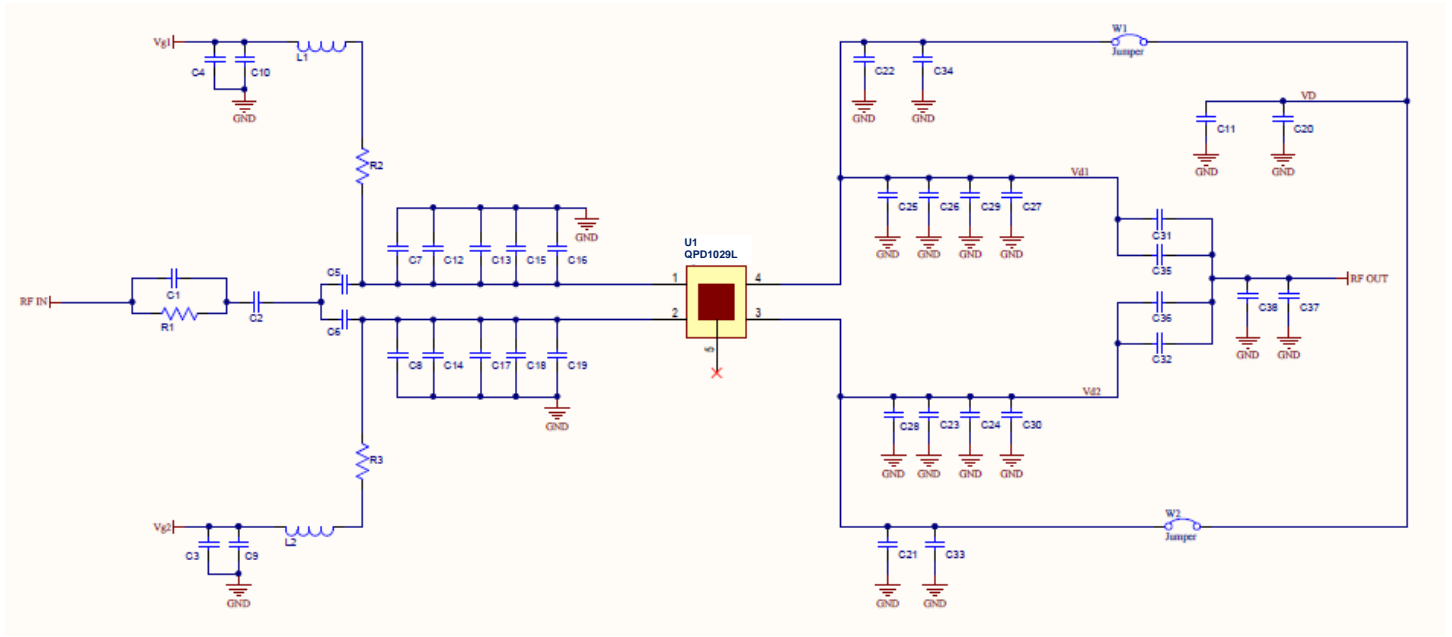 Vg1
C4
C10
L1
GND
R2
W1
Jumper
C22
C34
GND
GND
VD
C11
C20
GND
GND
C7
C12
C13
C15
C16
GND
U1
QPD1029L
1
4
2
3
5
Vd1
C25
C26
C29
C27
GND
GND
GND
GND
C31
C35
C36
C32
RF OUT
C38
C37
GND
GND
RF IN
C1
R1
C2
C5
C6
C8
C14
C17
C18
C19
GND
Vd2
C28
C23
C24
C30
GND
GND
GND
GND
R3
Vg2
C3
C9
L2
GND
W2
Jumper
C21
C33
GND
GND